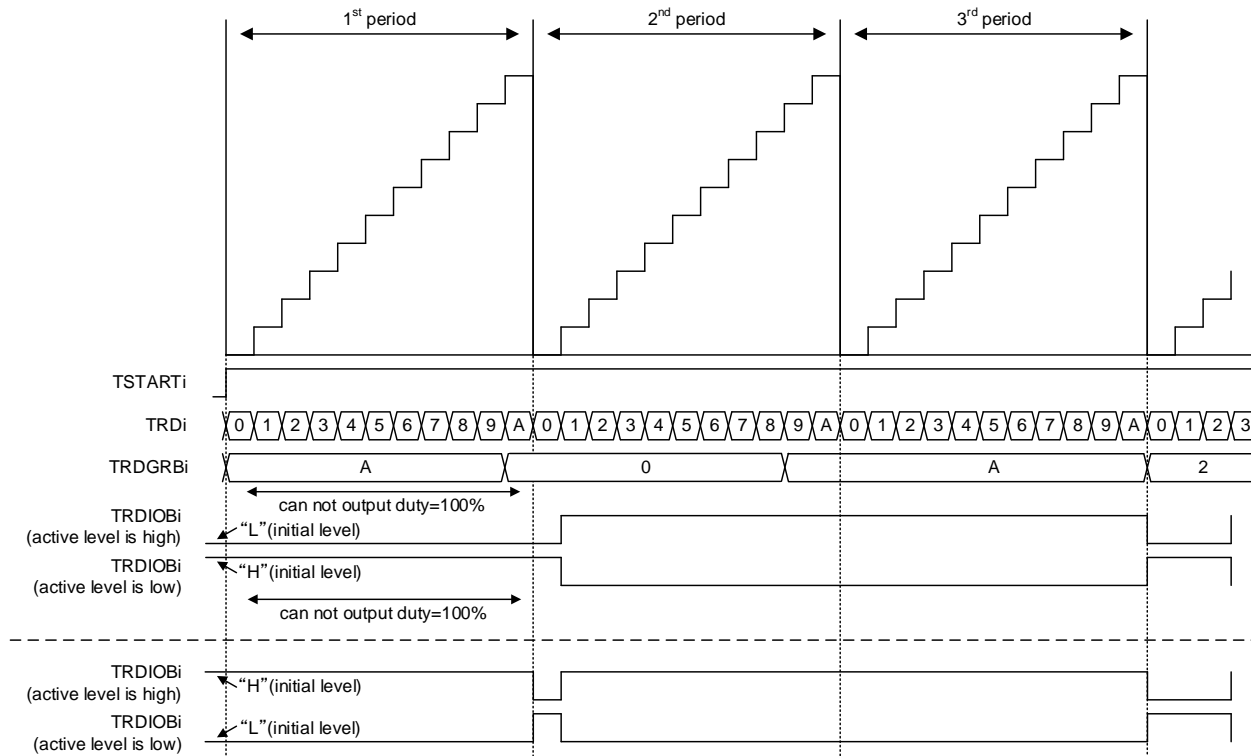 1st period 2nd period 3rd period
TSTARTi
TRDi 0 1 2 3 4 5 6 7 8 9 A 0 1 2 3 4 5 6 7 8 9 A 0 1 2 3 4 5 6 7 8 9 A 0 1 2 3
TRDGRBi A 0 A 2
can not output duty=100%
TRDIOBi
(active level is high)
“L”(initial level)
TRDIOBi
(active level is low)
“H”(initial level)
can not output duty=100%
TRDIOBi
(active level is high)
“H”(initial level)
TRDIOBi
(active level is low)
“L”(initial level)